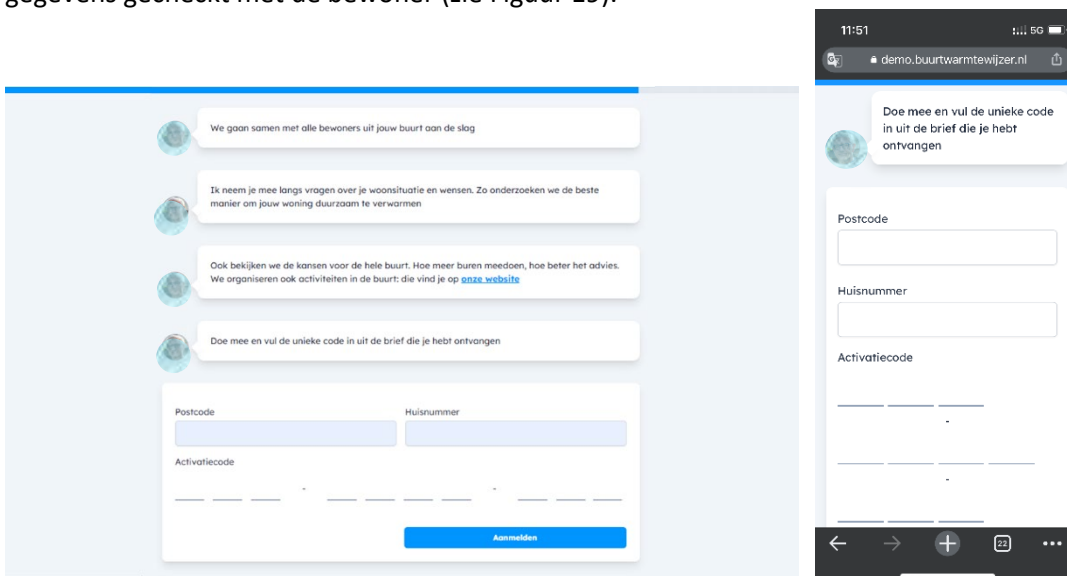 gegevens gecheckt met de bewoner (zie Figuur 19).
We gaan samen met alle bewoners uit jouw buurt aan de slag
Ik neem je mee langs vragen over je woonsituatie en wensen. Zo onderzoeken we de beste
manier om jouw woning duurzaam te verwarmen
Ook bekijken we de kansen voor de hele buurt. Hoe meer buren meedoen, hoe beter het advies.
We organiseren ook activiteiten in de buurt: die vind je op onze website
Doe mee en vul de unieke code in uit de brief die je hebt ontvangen
Postcode
Huisnummer
Activatiecode
- -
Aanmelden
11:51
5G
demo.buurtwarmtewijzer.nl
Doe mee en vul de unieke code
in uit de brief die je hebt
ontvangen
Postcode
Huisnummer
Activatiecode
-
-
22